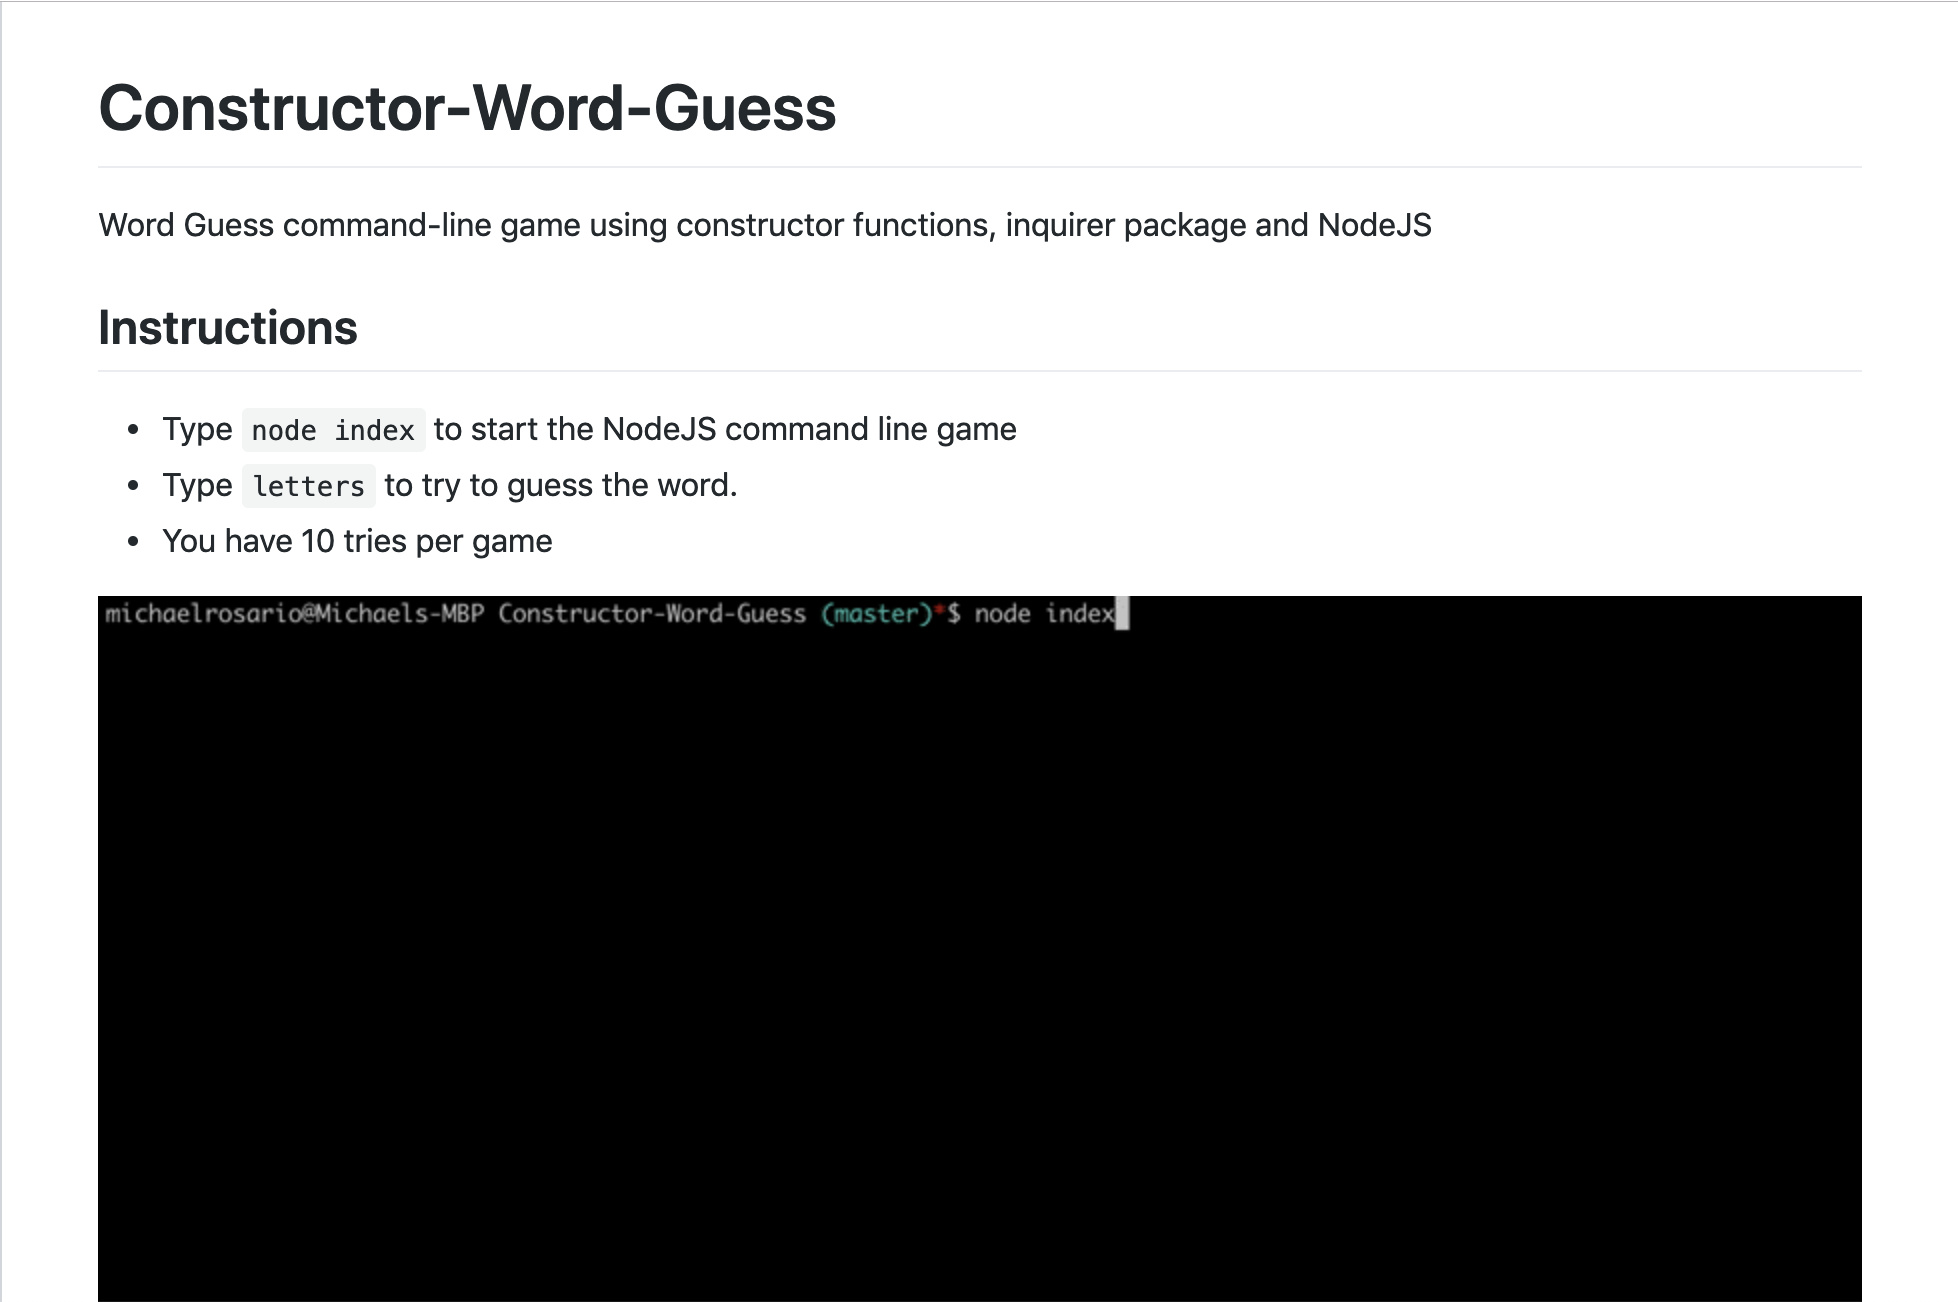 Constructor-Word-Guess
Word Guess command-line game using constructor functions, inquirer package and NodeJS
Instructions
• Type node index to start the NodeJS command line game
• Type letters to try to guess the word.
• You have 10 tries per game
michaelrosario@Michaels-MBP Constructor-Word-Guess (master)*$ node index